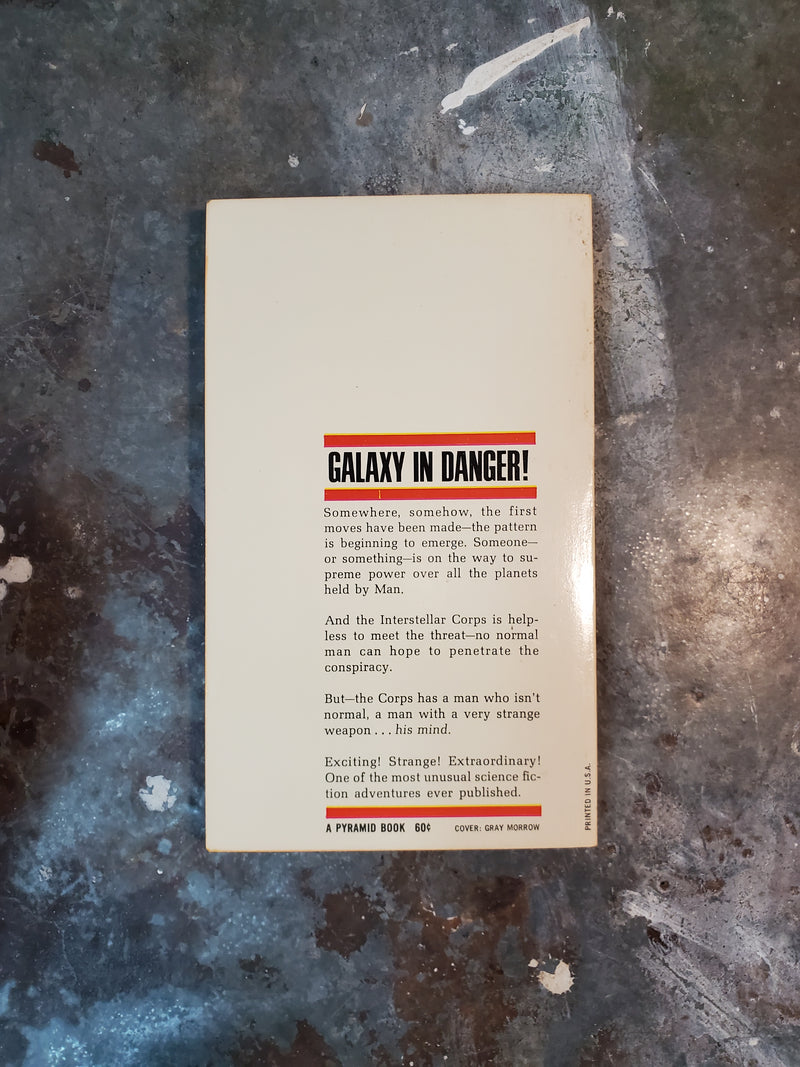 GALAXY IN DANGER!
Somewhere, somehow, the first
moves have been made—the pattern
is beginning to emerge. Someone—
or something—is on the way to su-
preme power over all the planets
held by Man.
And the Interstellar Corps is help-
less to meet the threat—no normal
man can hope to penetrate the
conspiracy.
But—the Corps has a man who isn't
normal, a man with a very strange
weapon . . . his mind.
Exciting! Strange! Extraordinary!
One of the most unusual science fic-
tion adventures ever published.
A PYRAMID BOOK 60¢ COVER: GRAY MORROW
PRINTED IN U.S.A.